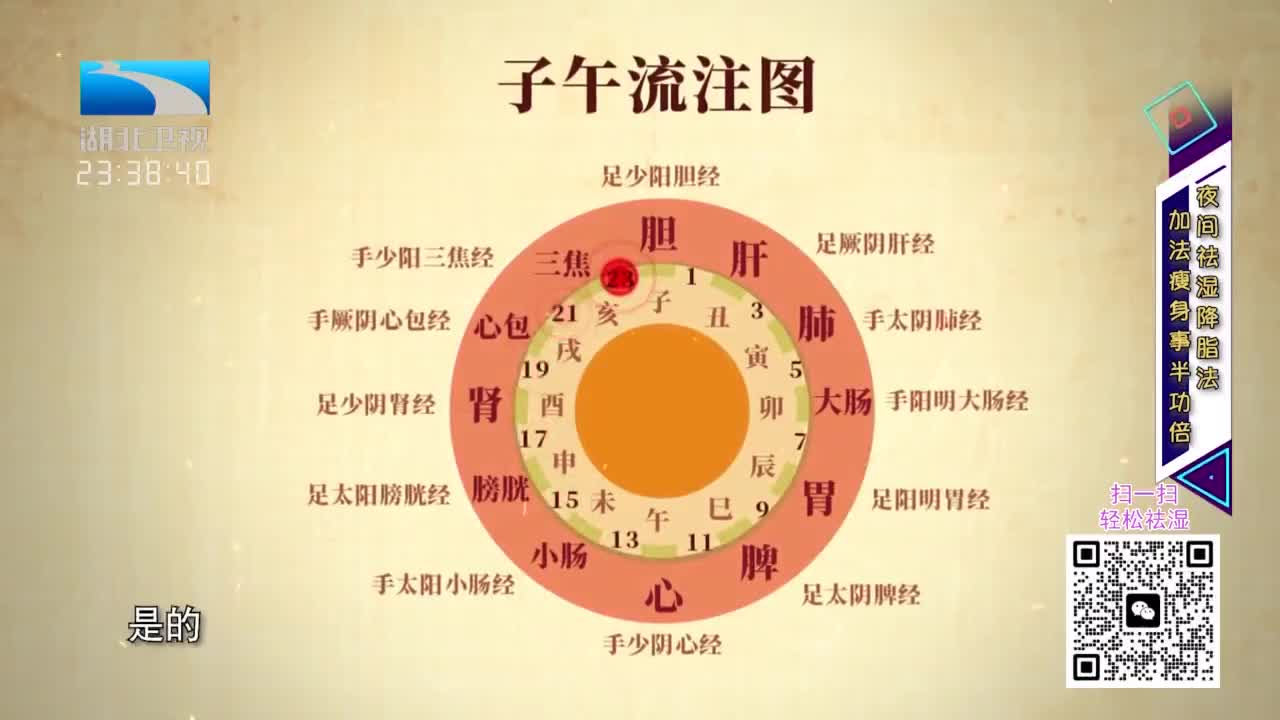 子午流注图
湖北卫视
23:38:40
足少阳胆经
胆
足厥阴肝经
肝
手少阳三焦经
三焦
23
1
子
手厥阴心包经
心包
21
亥
丑
3
肺
手太阴肺经
戌
寅
19
5
足少阴肾经
肾
酉
卯
大肠
手阳明大肠经
17
7
申
辰
足太阳膀胱经
膀胱
15
未
午
巳
9
胃
足阳明胃经
13
11
小肠
脾
手太阳小肠经
心
足太阴脾经
手少阴心经
夜间祛湿降脂法
加法瘦身事半功倍
扫一扫
轻松祛湿
是的